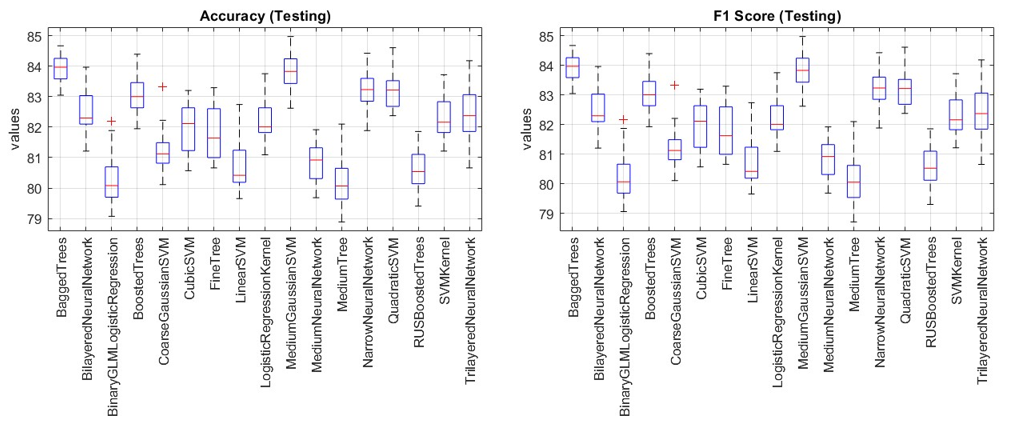 Accuracy (Testing)
85
84
83
82
81
80
79
values
BaggedTrees
BilayeredNeuralNetwork
BinaryGLMLogisticRegression
BoostedTrees
CoarseGaussianSVM
CubicSVM
FineTree
LinearSVM
LogisticRegressionKernel
MediumGaussianSVM
MediumNeuralNetwork
MediumTree
NarrowNeuralNetwork
QuadraticSVM
RUSBoostedTrees
SVMKernel
TrilayeredNeuralNetwork
F1 Score (Testing)
85
84
83
82
81
80
79
values
BaggedTrees
BilayeredNeuralNetwork
BinaryGLMLogisticRegression
BoostedTrees
CoarseGaussianSVM
CubicSVM
FineTree
LinearSVM
LogisticRegressionKernel
MediumGaussianSVM
MediumNeuralNetwork
MediumTree
NarrowNeuralNetwork
QuadraticSVM
RUSBoostedTrees
SVMKernel
TrilayeredNeuralNetwork